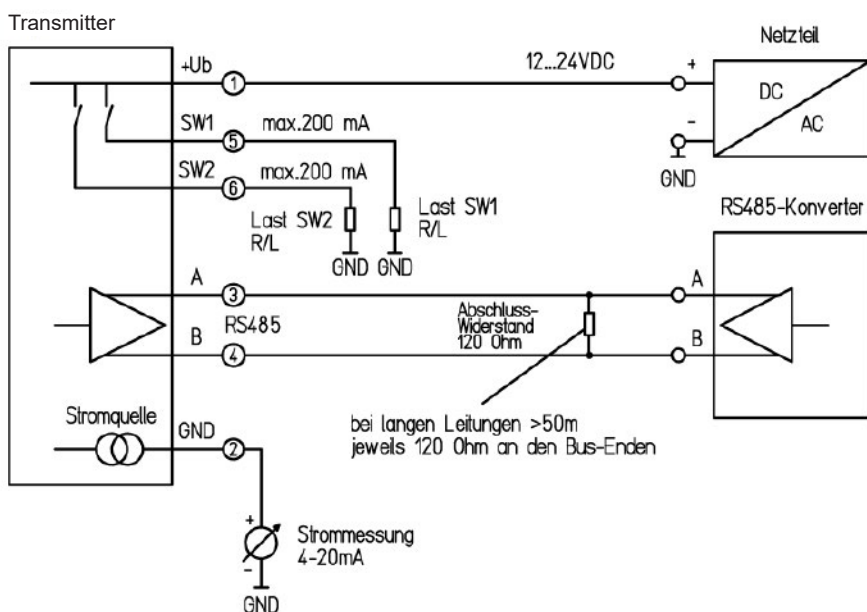 Transmitter
Netzteil
+Ub
1
12...24VDC
+
DC
AC
-
GND
SW1
5
max.200 mA
SW2
6
max.200 mA
Last SW2
R/L
Last SW1
R/L
GND
GND
RS485-Konverter
A
3
A
RS485
Abschluss-
Widerstand
120 Ohm
B
4
B
bei langen Leitungen >50m
jeweils 120 Ohm an den Bus-Enden
Stromquelle
GND
2
+
Strommessung
4-20mA
-
GND